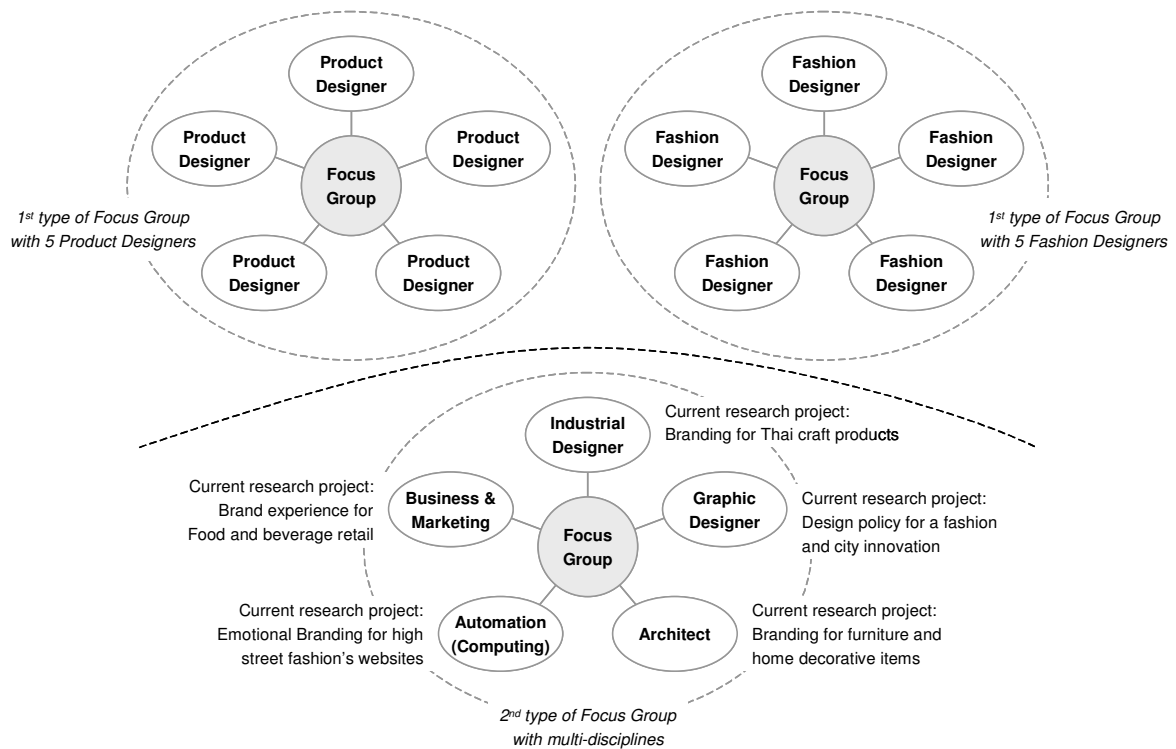 Product
Designer
Product
Designer
Product
Designer
Focus
Group
Product
Designer
Product
Designer
1st type of Focus Group
with 5 Product Designers
Fashion
Designer
Fashion
Designer
Fashion
Designer
Focus
Group
Fashion
Designer
Fashion
Designer
1st type of Focus Group
with 5 Fashion Designers
Industrial
Designer
Current research project:
Branding for Thai craft products
Current research project:
Brand experience for
Food and beverage retail
Business &
Marketing
Graphic
Designer
Current research project:
Design policy for a fashion
and city innovation
Focus
Group
Current research project:
Emotional Branding for high
street fashion's websites
Automation
(Computing)
Architect
Current research project:
Branding for furniture and
home decorative items
2nd type of Focus Group
with multi-disciplines